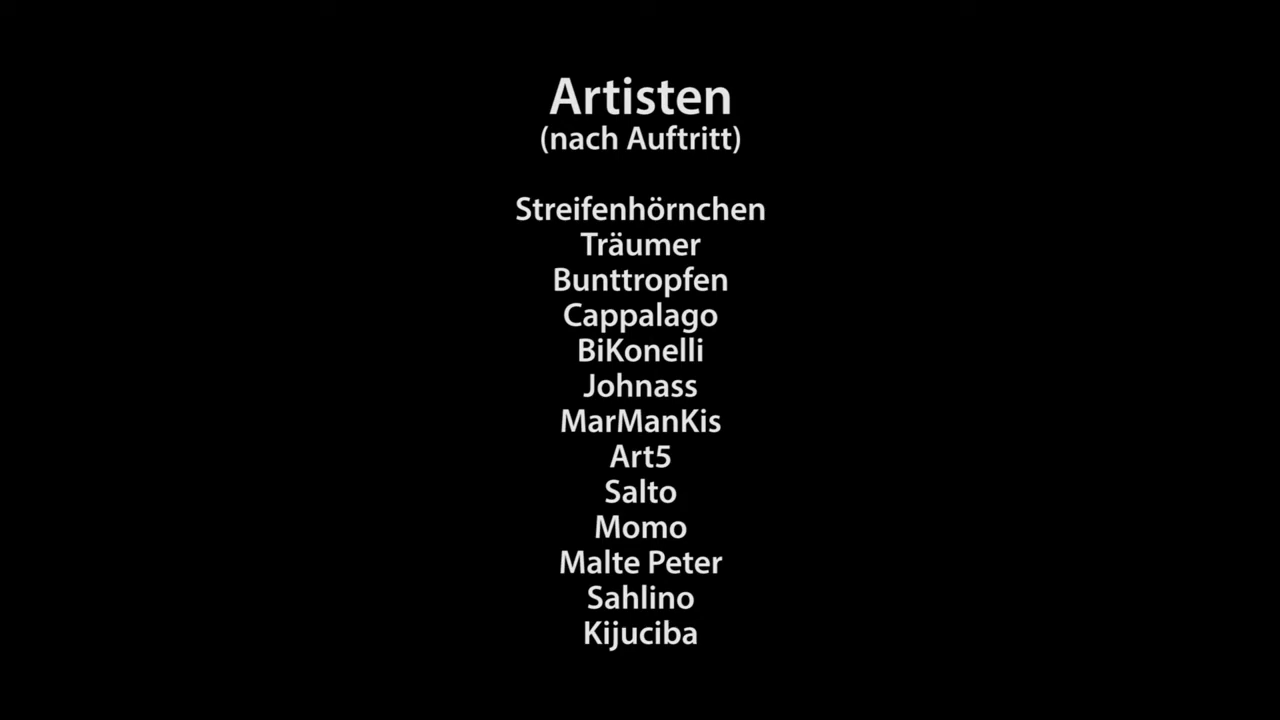 Artisten
(nach Auftritt)
Streifenhörnchen
Träumer
Bunttropfen
Cappalago
BiKonelli
Johnass
MarManKis
Art5
Salto
Momo
Malte Peter
Sahlino
Kijuciba